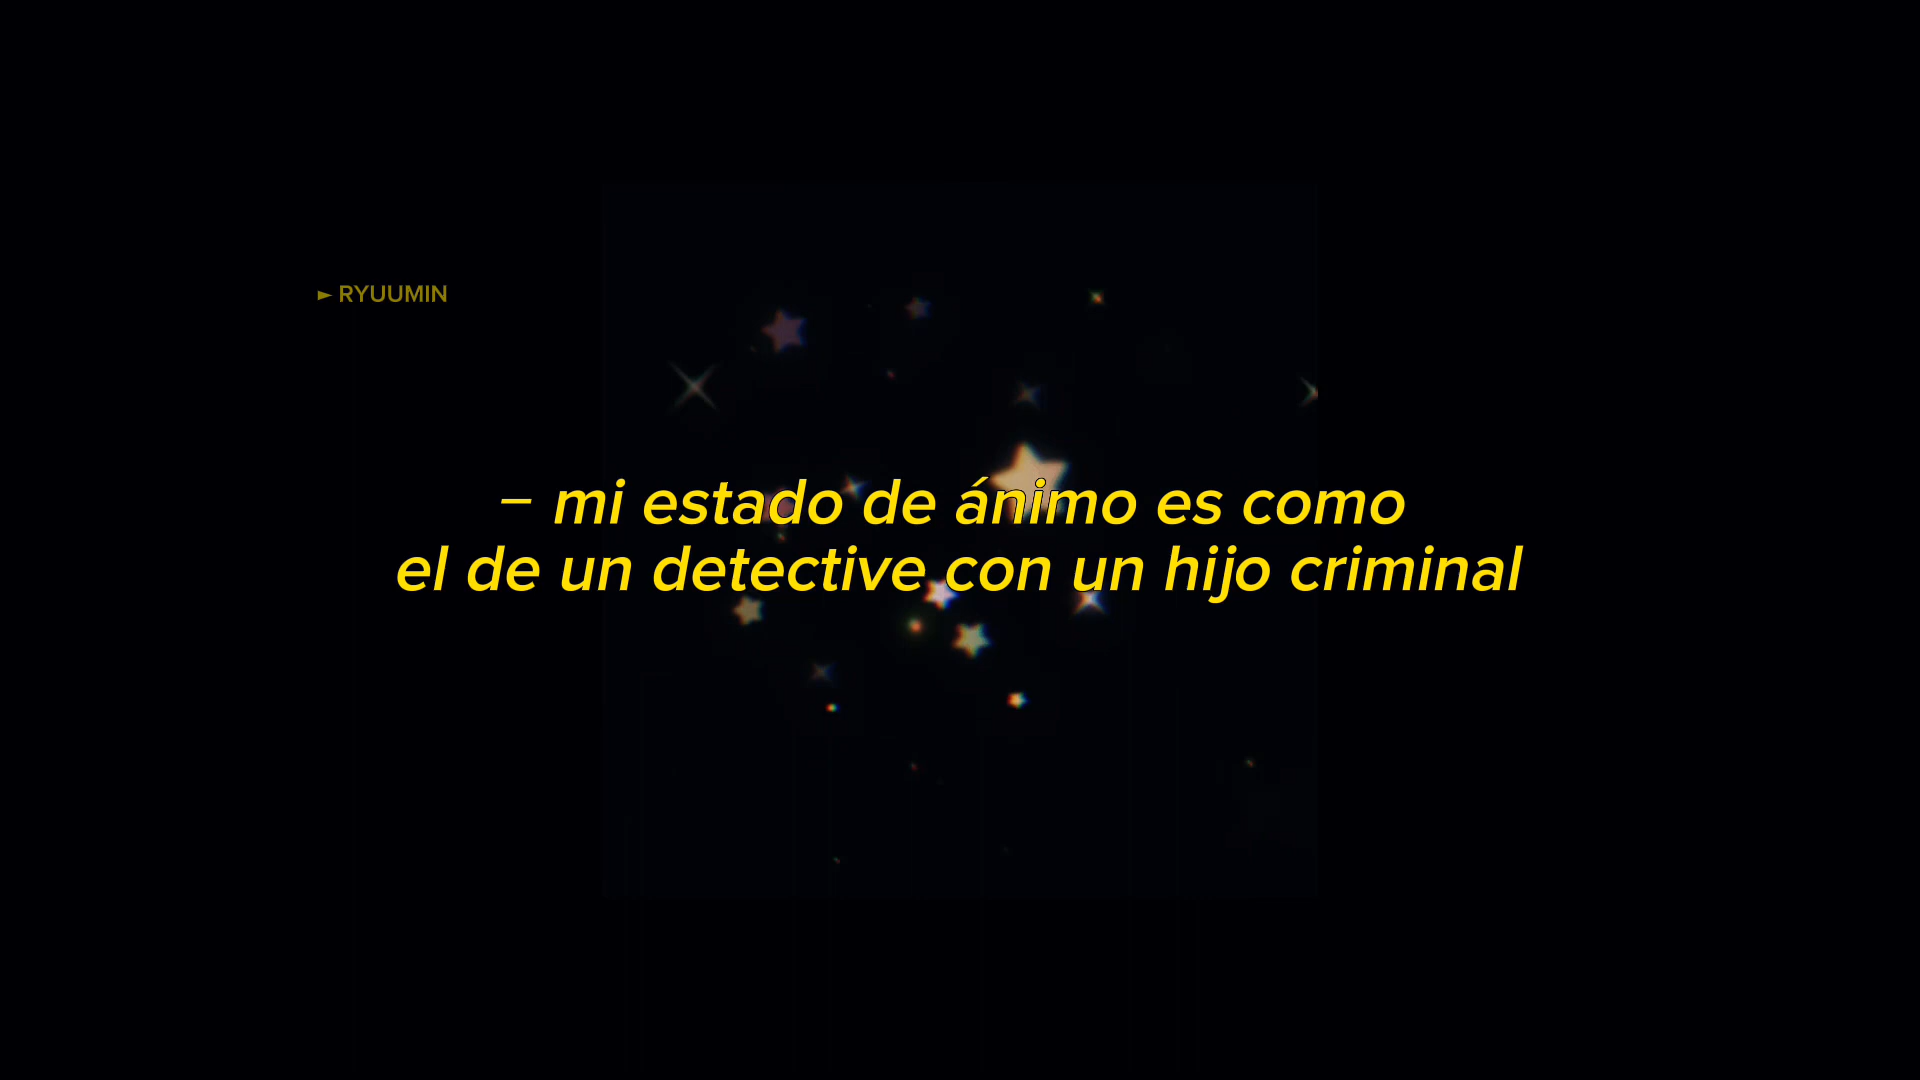 ► RYUUMIN
– mi estado de ánimo es como
el de un detective con un hijo criminal